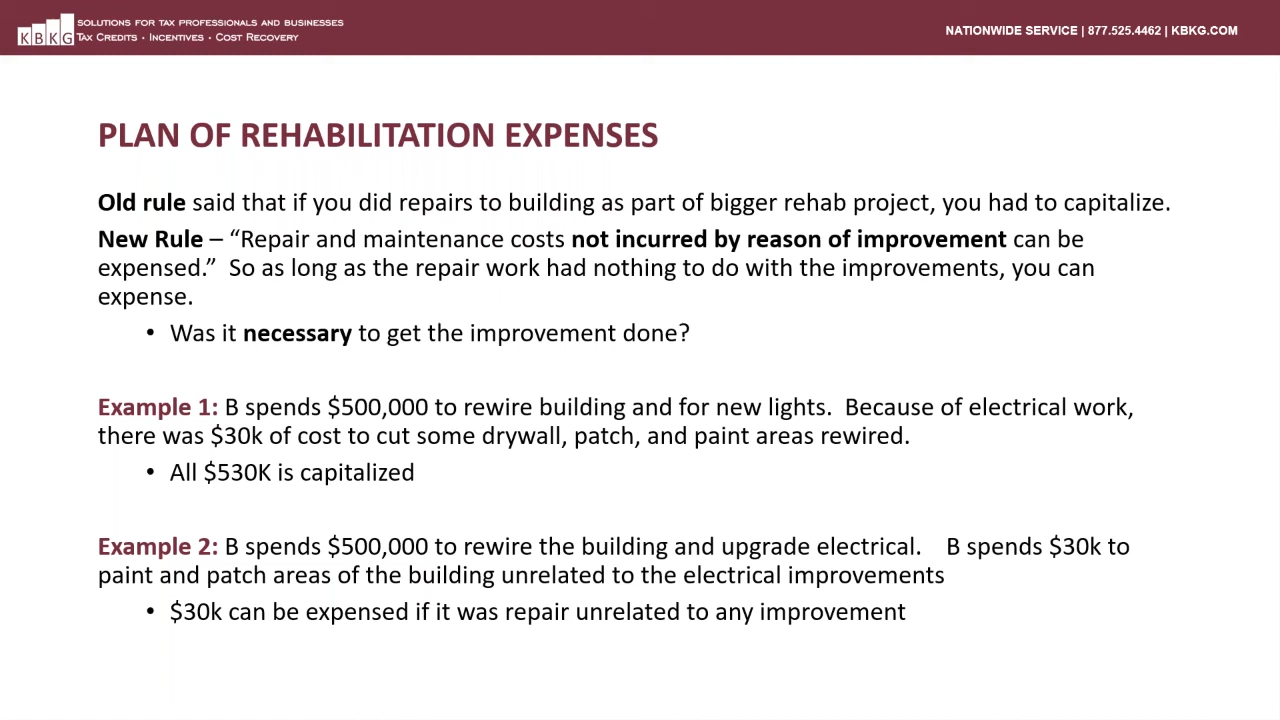 KBKG
SOLUTIONS FOR TAX PROFESSIONALS AND BUSINESSES
TAX CREDITS · INCENTIVES · COST RECOVERY
NATIONWIDE SERVICE | 877.525.4462 | KBKG.COM
PLAN OF REHABILITATION EXPENSES
Old rule said that if you did repairs to building as part of bigger rehab project, you had to capitalize.
New Rule – “Repair and maintenance costs not incurred by reason of improvement can be
expensed.”  So as long as the repair work had nothing to do with the improvements, you can
expense.
• Was it necessary to get the improvement done?
Example 1: B spends $500,000 to rewire building and for new lights.  Because of electrical work,
there was $30k of cost to cut some drywall, patch, and paint areas rewired.
• All $530K is capitalized
Example 2: B spends $500,000 to rewire the building and upgrade electrical.    B spends $30k to
paint and patch areas of the building unrelated to the electrical improvements
• $30k can be expensed if it was repair unrelated to any improvement